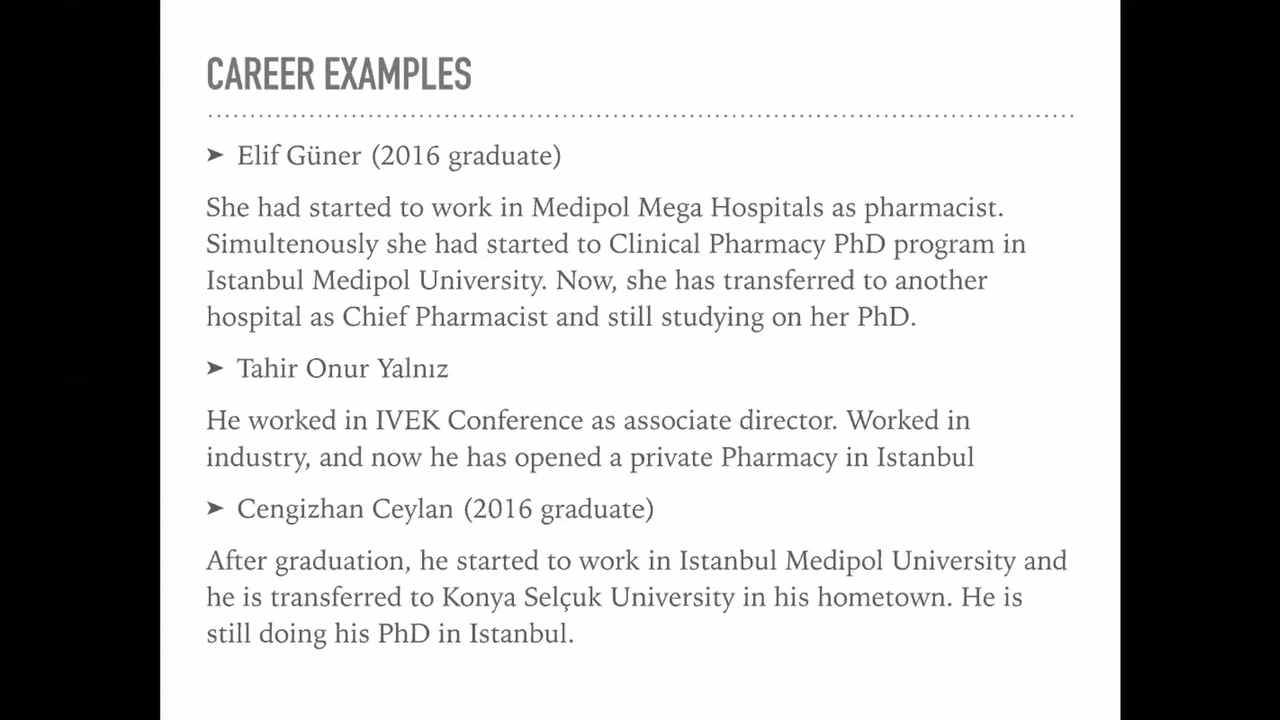 CAREER EXAMPLES
➤ Elif Güner (2016 graduate)
She had started to work in Medipol Mega Hospitals as pharmacist.
Simultenously she had started to Clinical Pharmacy PhD program in
Istanbul Medipol University. Now, she has transferred to another
hospital as Chief Pharmacist and still studying on her PhD.
➤ Tahir Onur Yalnız
He worked in IVEK Conference as associate director. Worked in
industry, and now he has opened a private Pharmacy in Istanbul
➤ Cengizhan Ceylan (2016 graduate)
After graduation, he started to work in Istanbul Medipol University and
he is transferred to Konya Selçuk University in his hometown. He is
still doing his PhD in Istanbul.